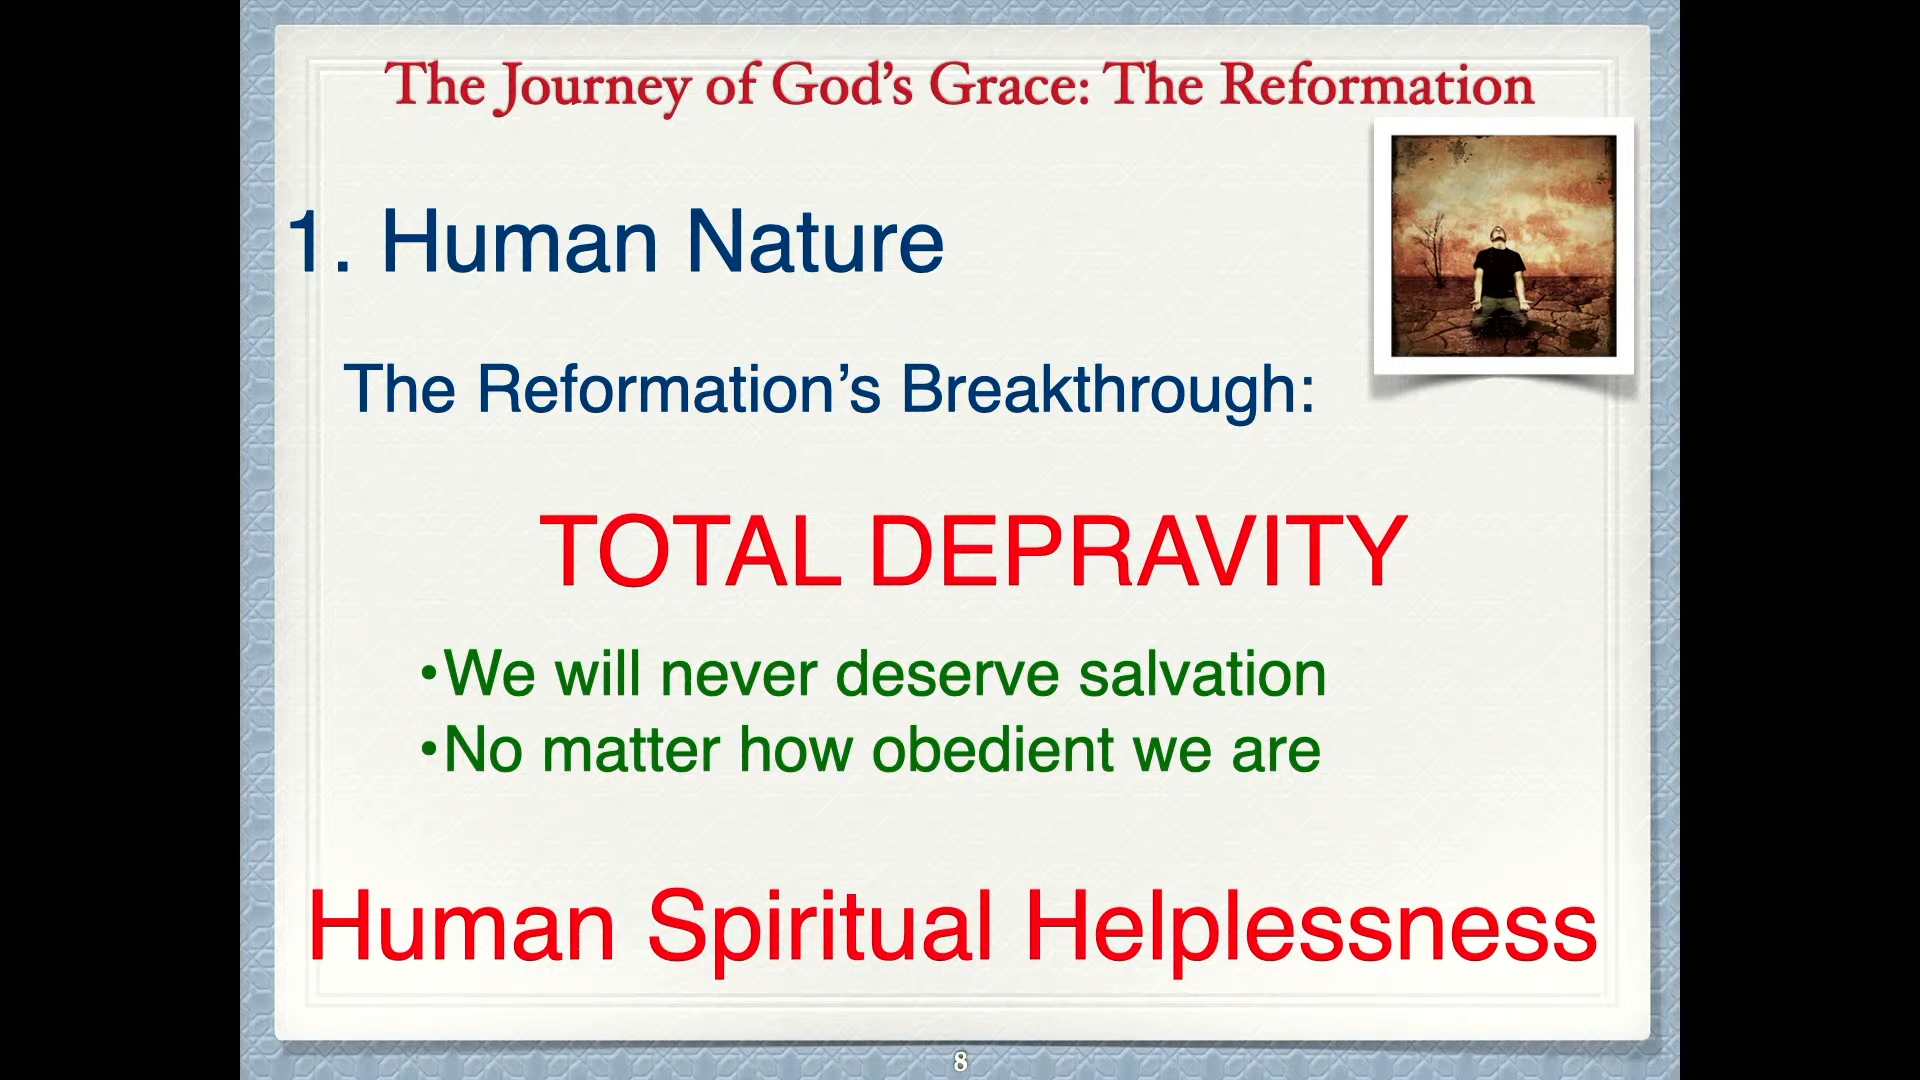 The Journey of God’s Grace: The Reformation
1. Human Nature
The Reformation’s Breakthrough:
TOTAL DEPRAVITY
•We will never deserve salvation
•No matter how obedient we are
Human Spiritual Helplessness
8